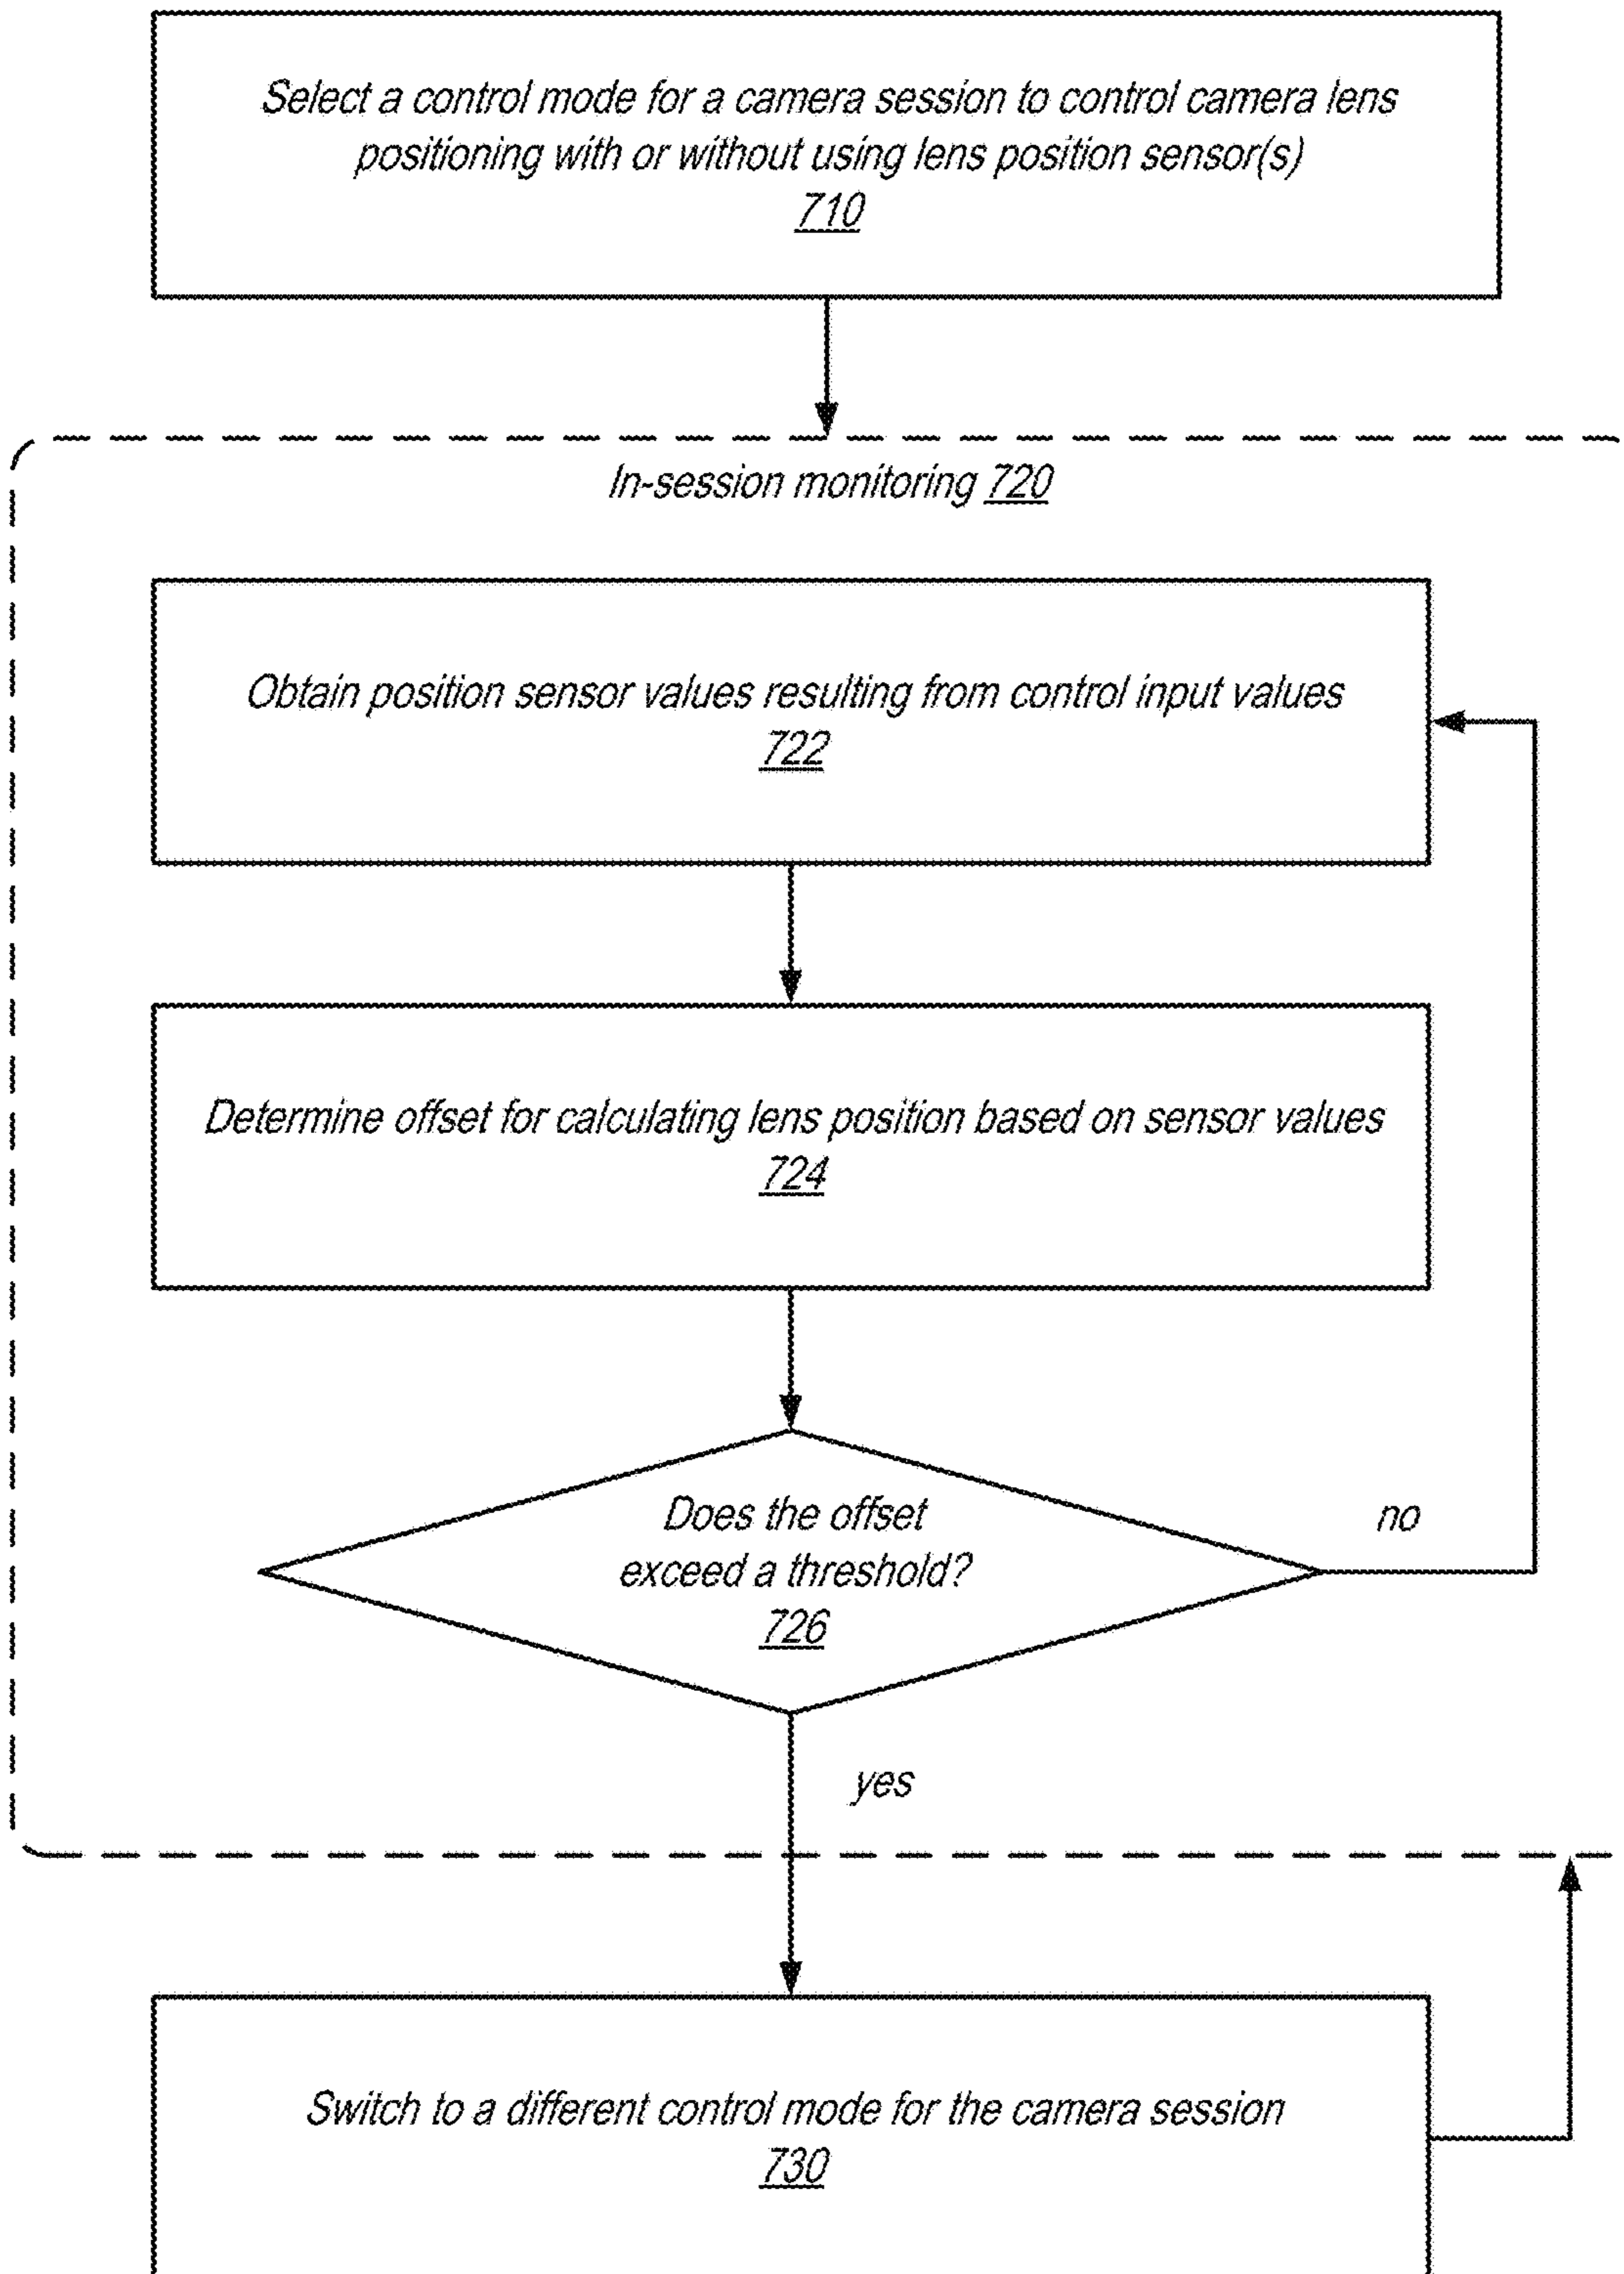 Select a control mode for a camera session to control camera lens
positioning with or without using lens position sensor(s)
710
In-session monitoring 720
Obtain position sensor values resulting from control input values
722
Determine offset for calculating lens position based on sensor values
724
Does the offset
exceed a threshold?
726
no
yes
Switch to a different control mode for the camera session
730